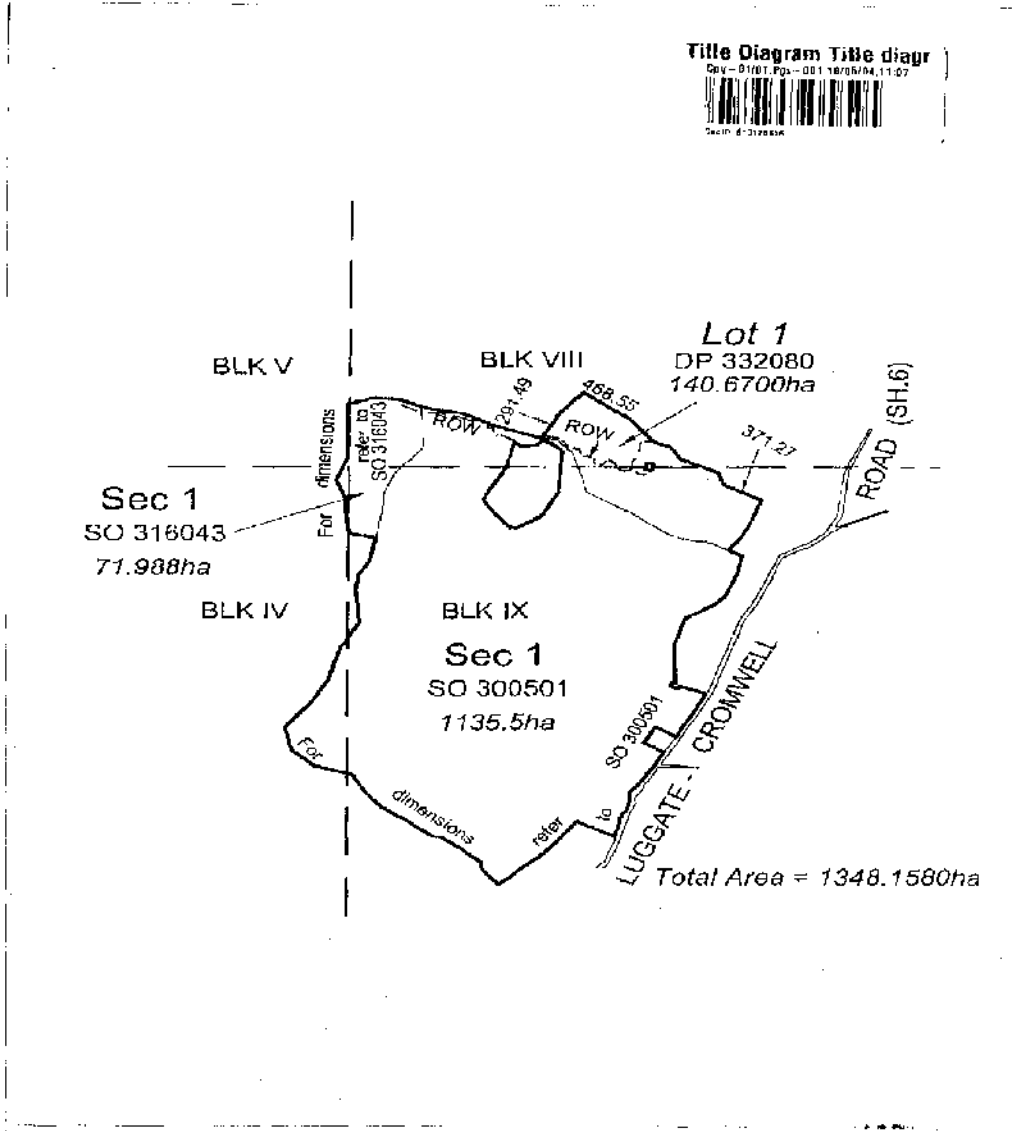 Title Diagram Title diagr
BLK V
BLK VIII
Lot 1
DP 332080
140.6700ha
ROW
291.49
468.55
ROW
371.27
ROAD (SH.6)
For dimensions
refer to
SO 316043
Sec 1
SO 316043
71.988ha
BLK IV
BLK IX
Sec 1
SO 300501
1135.5ha
SO 300501
LUGGATE - CROMWELL
For
dimensions
refer
to
Total Area = 1348.1580ha